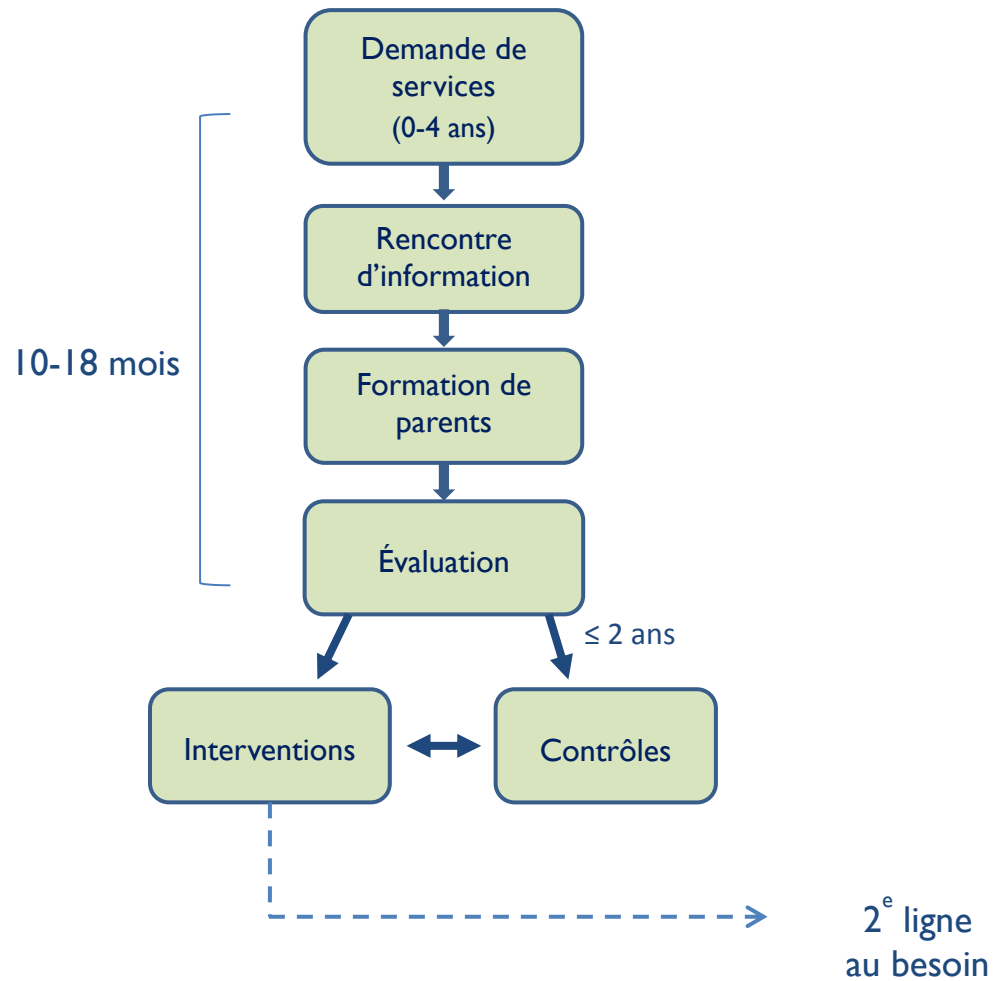 Demande de
services
(0-4 ans)
Rencontre
d'information
10-18 mois
Formation de
parents
Évaluation
≤ 2 ans
Interventions
Contrôles
2e ligne
au besoin